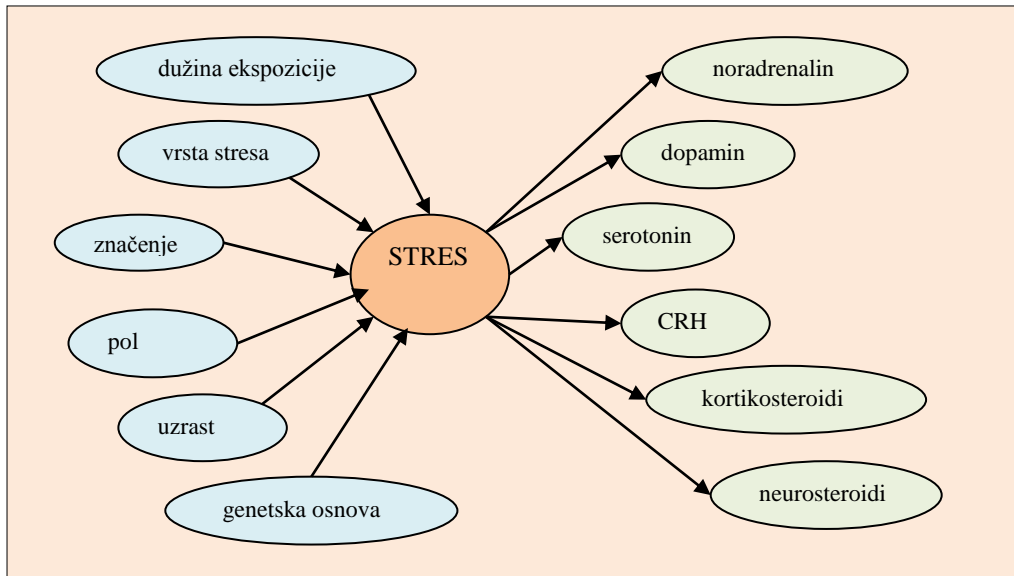 dužina ekspozicije
vrsta stresa
značenje
pol
uzrast
genetska osnova
STRES
noradrenalin
dopamin
serotonin
CRH
kortikosteroidi
neurosteroidi